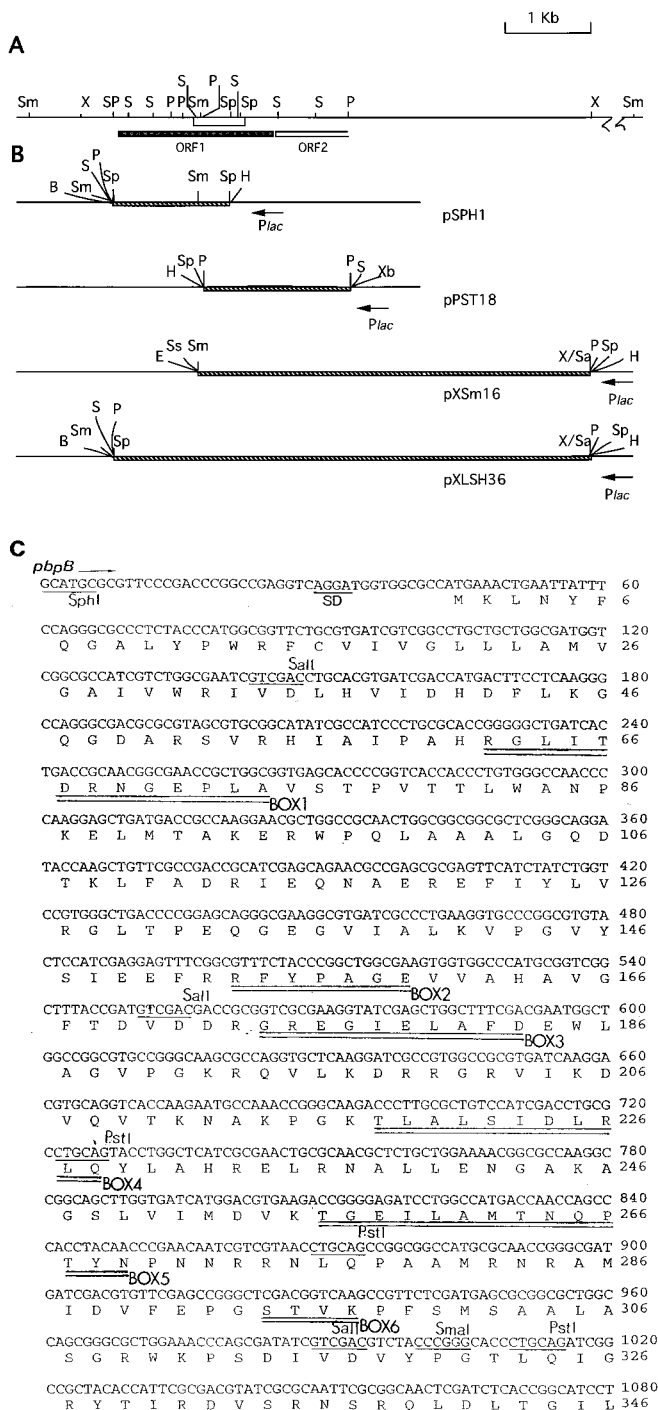 1 Kb
A
S P S
Sm X SP S S P P Sm Sp Sp S S P X Sm
ORF1 ORF2
B
P
S
B Sm Sp Sm Sp H
Plac
pSPH1
H Sp P P S Xb
Plac
pPST18
E Ss Sm X/Sa P Sp H
pXSm16
Plac
S P
B Sm Sp X/Sa P Sp H
pXLSH36
Plac
C
pbpB
GCATGCGCGTTCCCGACCCGGCCGAGGTCAGGATGGTGGCGCCATGAAACTGAATTATTT 60
SphI SD M K L N Y F 6
CCAGGGCGCCCTCTACCCATGGCGGTTCTGCGTGATCGTCGGCCTGCTGCTGGCGATGGT 120
Q G A L Y P W R F C V I V G L L L A M V 26
SalI
CGGCGCCATCGTCTGGCGAATCGTCGACCTGCACGTGATCGACCATGACTTCCTCAAGGG 180
G A I V W R I V D L H V I D H D F L K G 46
CCAGGGCGACGCGCGTAGCGTGCGGCATATCGCCATCCCTGCGCACCGGGGGCTGATCAC 240
Q G D A R S V R H I A I P A H R G L I T 66
TGACCGCAACGGCGAACCGCTGGCGGTGAGCACCCCGGTCACCACCCTGTGGGCCAACCC 300
D R N G E P L A V S T P V T T L W A N P 86
BOX1
CAAGGAGCTGATGACCGCCAAGGAACGCTGGCCGCAACTGGCGGCGGCGCTCGGGCAGGA 360
K E L M T A K E R W P Q L A A A L G Q D 106
TACCAAGCTGTTCGCCGACCGCATCGAGCAGAACGCCGAGCGCGAGTTCATCTATCTGGT 420
T K L F A D R I E Q N A E R E F I Y L V 126
CCGTGGGCTGACCCCGGAGCAGGGCGAAGGCGTGATCGCCCTGAAGGTGCCCGGCGTGTA 480
R G L T P E Q G E G V I A L K V P G V Y 146
CTCCATCGAGGAGTTTCGGCGTTTCTACCCGGCTGGCGAAGTGGTGGCCCATGCGGTCGG 540
S I E E F R R F Y P A G E V V A H A V G 166
SalI BOX2
CTTTACCGATGTCGACGACCGCGGTCGCGAAGGTATCGAGCTGGCTTTCGACGAATGGCT 600
F T D V D D R G R E G I E L A F D E W L 186
BOX3
GGCCGGCGTGCCGGGCAAGCGCCAGGTGCTCAAGGATCGCCGTGGCCGCGTGATCAAGGA 660
A G V P G K R Q V L K D R R G R V I K D 206
CGTGCAGGTCACCAAGAATGCCAAACCGGGCAAGACCCTTGCGCTGTCCATCGACCTGCG 720
V Q V T K N A K P G K T L A L S I D L R 226
PstI
CCTGCAGTACCTGGCTCATCGCGAACTGCGCAACGCTCTGCTGGAAAACGGCGCCAAGGC 780
L Q Y L A H R E L R N A L L E N G A K A 246
BOX4
CGGCAGCTTGGTGATCATGGACGTGAAGACCGGGGAGATCCTGGCCATGACCAACCAGCC 840
G S L V I M D V K T G E I L A M T N Q P 266
PstI
CACCTACAACCCGAACAATCGTCGTAACCTGCAGCCGGCGGCCATGCGCAACCGGGCGAT 900
T Y N P N N R R N L Q P A A M R N R A M 286
BOX5
GATCGACGTGTTCGAGCCGGGCTCGACGGTCAAGCCGTTCTCGATGAGCGCGGCGCTGGC 960
I D V F E P G S T V K P F S M S A A L A 306
SalI BOX6 SmaI PstI
CAGCGGGCGCTGGAAACCCAGCGATATCGTCGACGTCTACCCGGGCACCCTGCAGATCGG 1020
S G R W K P S D I V D V Y P G T L Q I G 326
CCGCTACACCATTCGCGACGTATCGCGCAATTCGCGGCAACTCGATCTCACCGGCATCCT 1080
R Y T I R D V S R N S R Q L D L T G I L 346